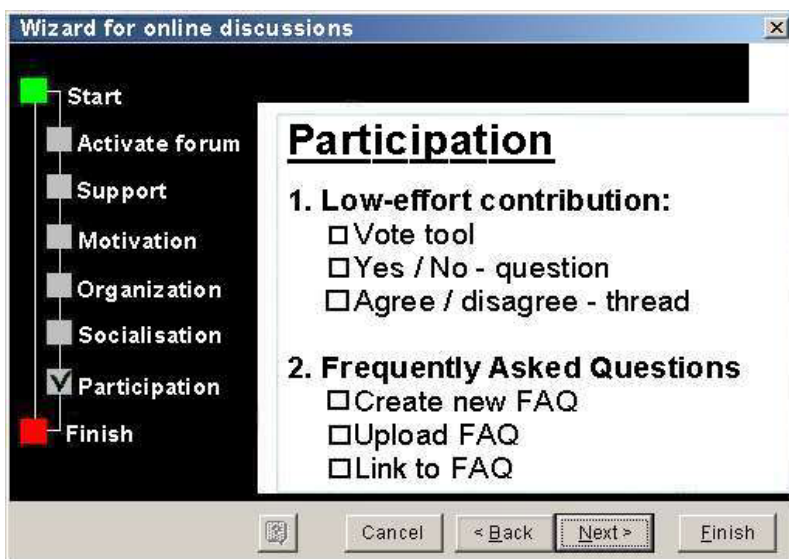 Wizard for online discussions
Start
Activate forum
Support
Motivation
Organization
Socialisation
Participation
Finish
Participation
1. Low-effort contribution:
Vote tool
Yes / No - question
Agree / disagree - thread
2. Frequently Asked Questions
Create new FAQ
Upload FAQ
Link to FAQ
Cancel
< Back
Next >
Finish